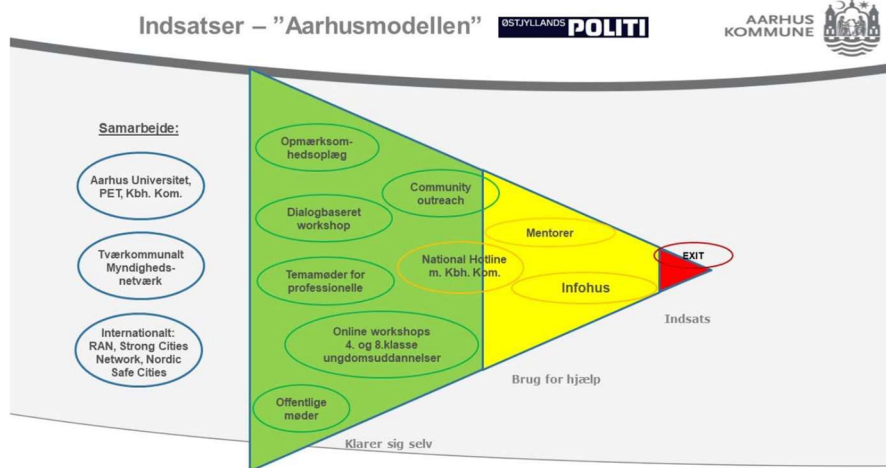 Indsatser – ”Aarhusmodellen”
ØSTJYLLANDS POLITI
AARHUS
KOMMUNE
Samarbejde:
Aarhus Universitet,
PET, Kbh. Kom.
Tværkommunalt
Myndigheds-
netværk
Internationalt:
RAN, Strong Cities
Network, Nordic
Safe Cities
Opmærksom-
hedsoplæg
Community
outreach
Dialogbaseret
workshop
Temamøder for
professionelle
National Hotline
m. Kbh. Kom.
Online workshops
4. og 8.klasse
ungdomsuddannelser
Offentlige
møder
Klarer sig selv
Mentorer
Infohus
Brug for hjælp
EXIT
Indsats